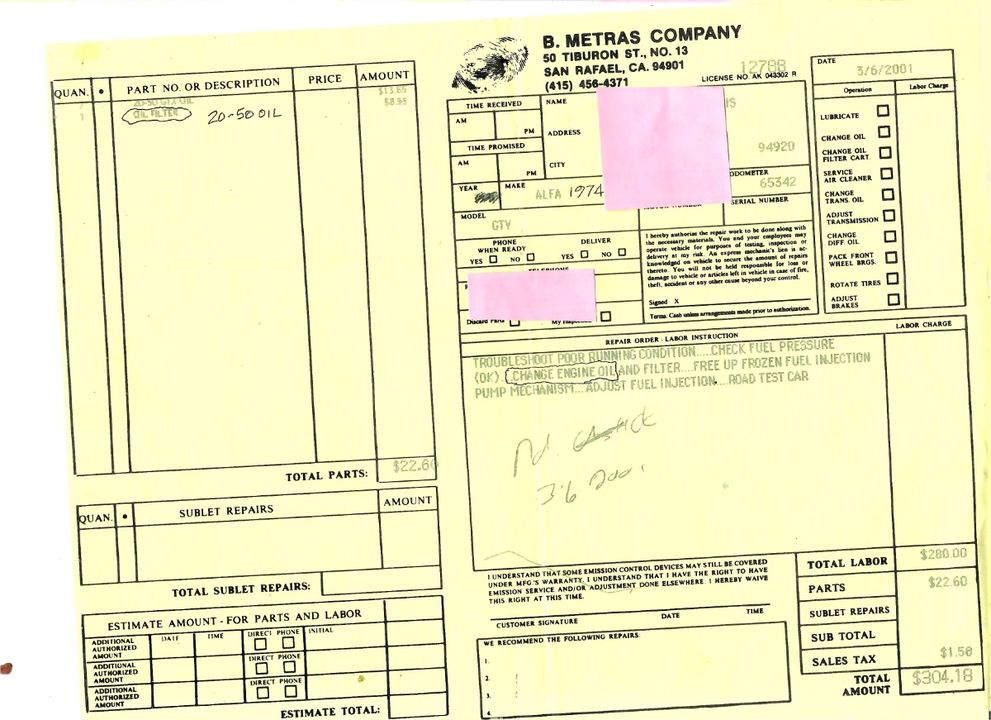 B. METRAS COMPANY
50 TIBURON ST., NO. 13
SAN RAFAEL, CA. 94901
(415) 456-4371
12788
LICENSE NO. AK 043302 R
DATE
3/6/2001
QUAN. • PART NO. OR DESCRIPTION PRICE AMOUNT
20-50 GTX OIL $13.65
1 OIL FILTER 20-50 OIL $8.95
TOTAL PARTS: $22.60
QUAN. • SUBLET REPAIRS AMOUNT
TOTAL SUBLET REPAIRS:
ESTIMATE AMOUNT - FOR PARTS AND LABOR
DATE TIME DIRECT PHONE INITIAL
ADDITIONAL AUTHORIZED AMOUNT
DIRECT PHONE
ADDITIONAL AUTHORIZED AMOUNT
DIRECT PHONE
ADDITIONAL AUTHORIZED AMOUNT
ESTIMATE TOTAL:
TIME RECEIVED
AM
PM
TIME PROMISED
AM
PM
NAME
IS
ADDRESS
94920
CITY
YEAR
MAKE
ALFA 1974
ODOMETER
65342
SERIAL NUMBER
MODEL
GTV
PHONE WHEN READY
YES NO
DELIVER
YES NO
I hereby authorise the repair work to be done along with
the necessary materials. You and your employees may
operate vehicle for purposes of testing, inspection or
delivery at my risk. An express mechanic's lien is ac-
knowledged on vehicle to secure the amount of repairs
thereto. You will not be held responsible for loss or
damage to vehicle or articles left in vehicle in case of fire,
theft, accident or any other cause beyond your control.
Signed X
Terms: Cash unless arrangements made prior to authorization.
Operation Labor Charge
LUBRICATE
CHANGE OIL
CHANGE OIL FILTER CART.
SERVICE AIR CLEANER
CHANGE TRANS. OIL
ADJUST TRANSMISSION
CHANGE DIFF. OIL
PACK FRONT WHEEL BRGS.
ROTATE TIRES
ADJUST BRAKES
REPAIR ORDER - LABOR INSTRUCTION LABOR CHARGE
TROUBLESHOOT POOR RUNNING CONDITION....CHECK FUEL PRESSURE
(OK)..CHANGE ENGINE OIL AND FILTER....FREE UP FROZEN FUEL INJECTION
PUMP MECHANISM...ADJUST FUEL INJECTION....ROAD TEST CAR
I UNDERSTAND THAT SOME EMISSION CONTROL DEVICES MAY STILL BE COVERED
UNDER MFG.'S WARRANTY. I UNDERSTAND THAT I HAVE THE RIGHT TO HAVE
EMISSION SERVICE AND/OR ADJUSTMENT DONE ELSEWHERE. I HEREBY WAIVE
THIS RIGHT AT THIS TIME.
CUSTOMER SIGNATURE DATE TIME
WE RECOMMEND THE FOLLOWING REPAIRS:
1.
2.
3.
4.
TOTAL LABOR $280.00
PARTS $22.60
SUBLET REPAIRS
SUB TOTAL
SALES TAX $1.58
TOTAL AMOUNT $304.18